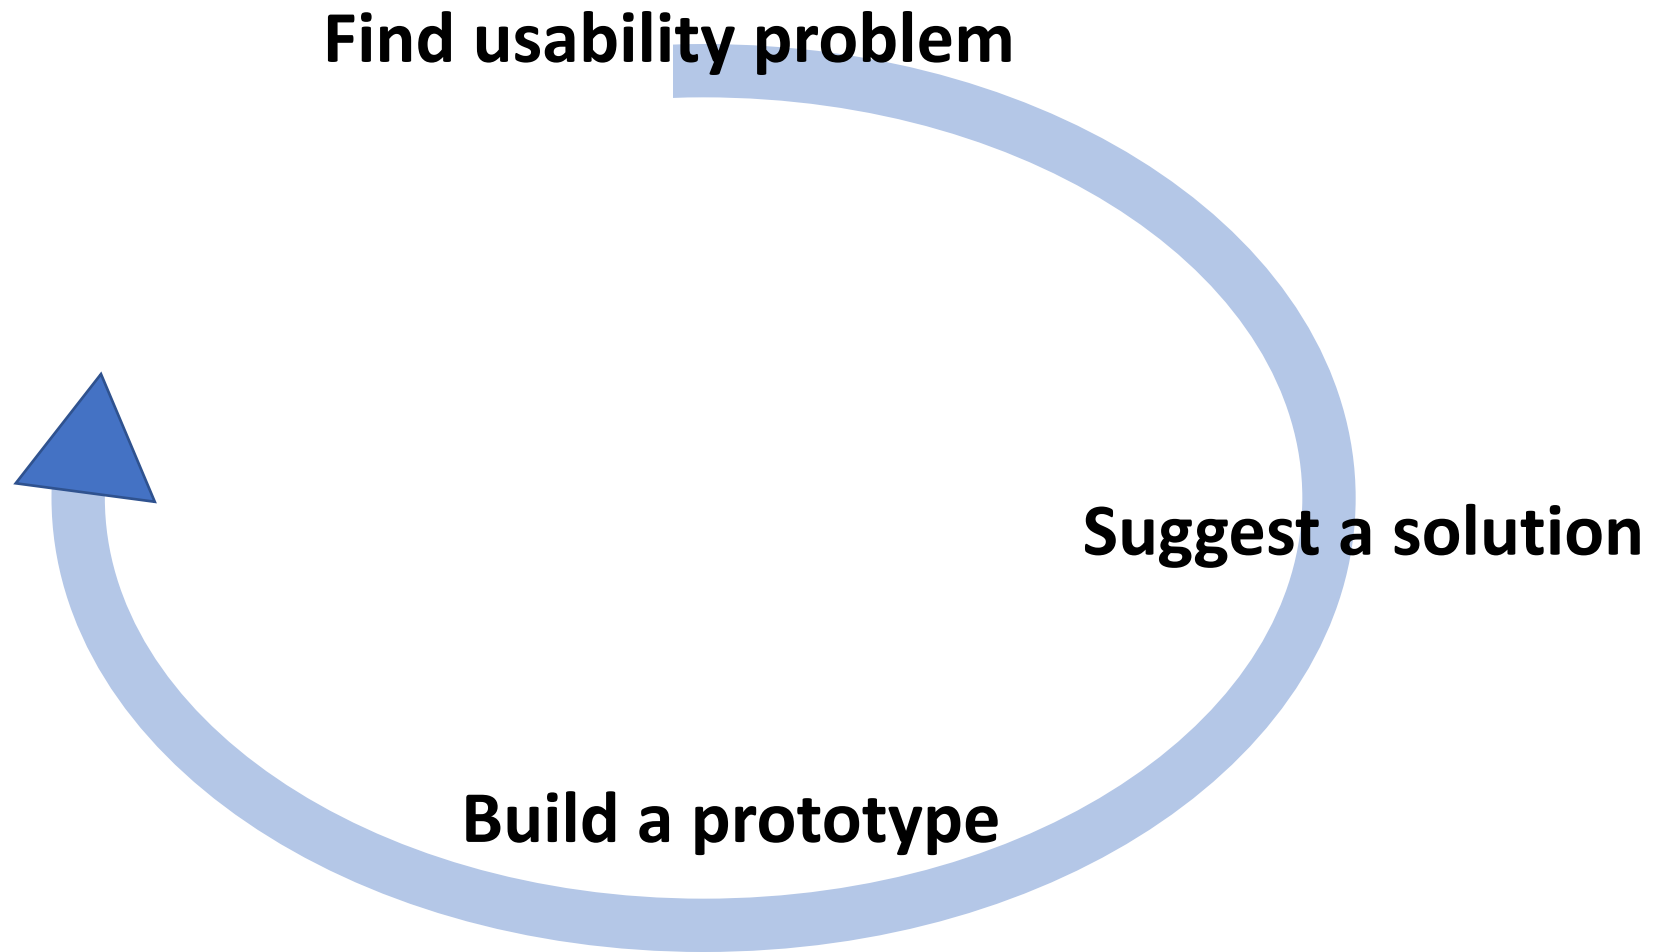 Find usability problem
Suggest a solution
Build a prototype